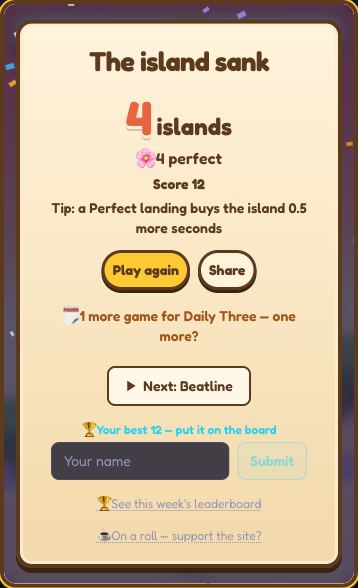 The island sank
4 islands
🌸4 perfect
Score 12
Tip: a Perfect landing buys the island 0.5
more seconds
Play again
Share
🗓️1 more game for Daily Three — one
more?
▶ Next: Beatline
🏆Your best 12 — put it on the board
Your name
Submit
🏆See this week's leaderboard
☕On a roll — support the site?